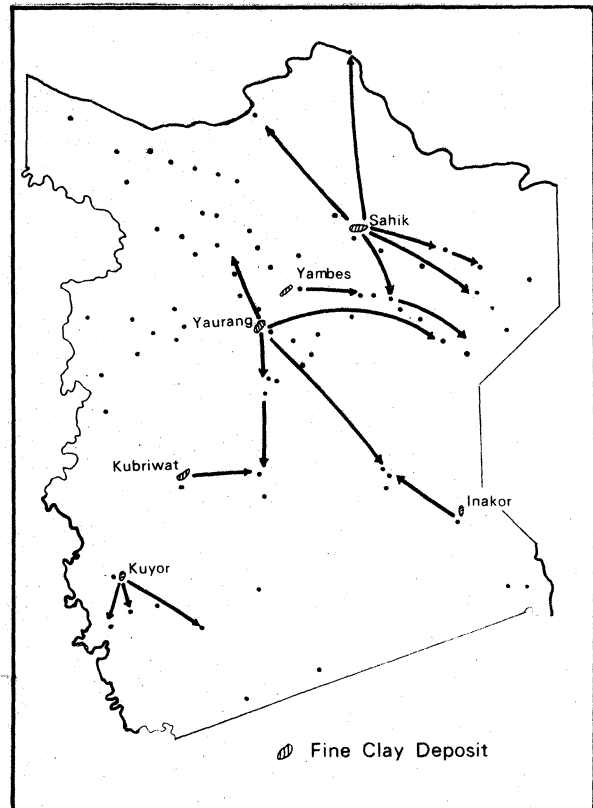 Sahik
Yambes
Yaurang
Kubriwat
Inakor
Kuyor
Fine Clay Deposit